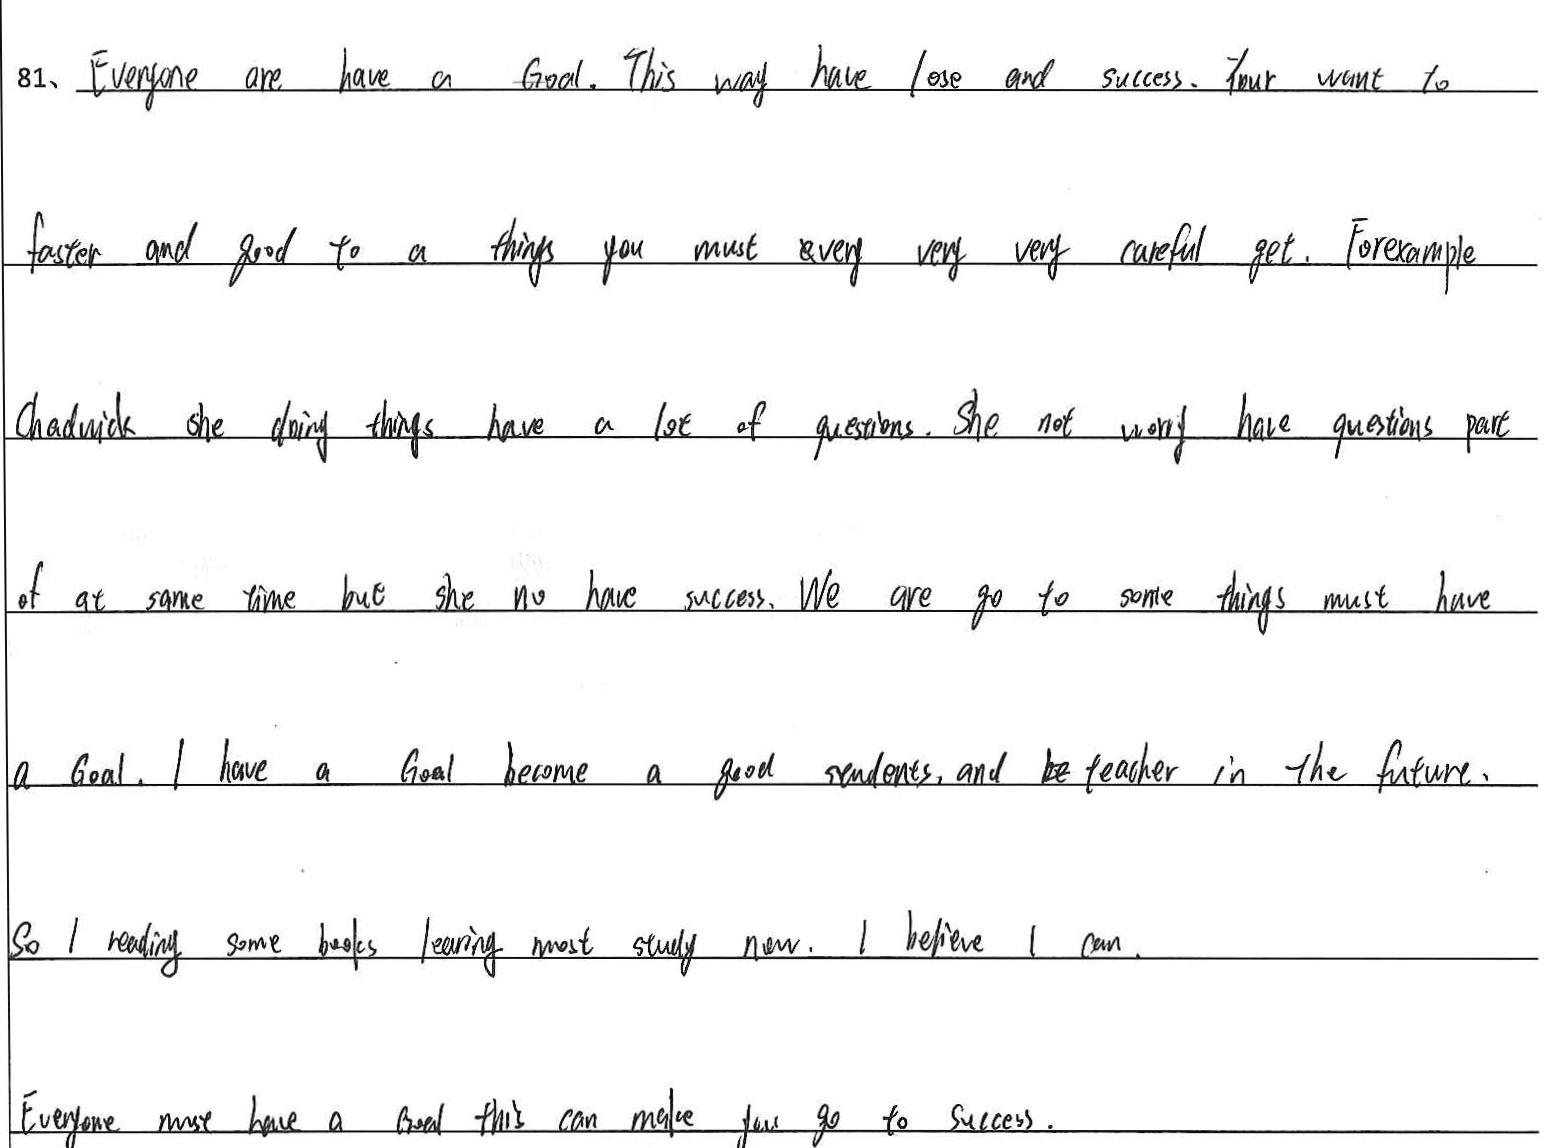 81、Everyone are have a Goal. This way have lose and success. Your want to
faster and good to a things you must every very very careful get. Forexample
Chadwick she doing things have a lot of questions. She not worry have questions part
of at same time but she no have success. We are go to some things must have
a Goal. I have a Goal become a good sendents, and be teacher in the future.
So I reading some books learing most study now. I believe I can.
Everyone must have a Goal this can make you go to success.